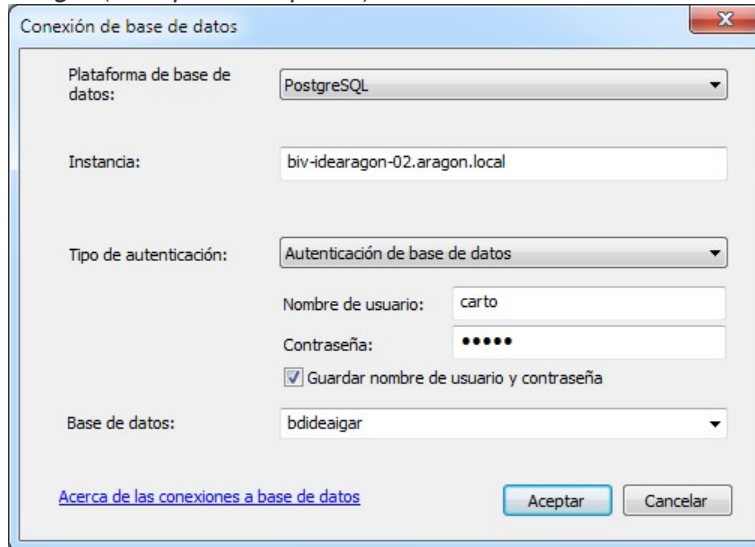 Conexión de base de datos
Plataforma de base de
datos:
PostgreSQL
Instancia:
biv-idearagon-02.aragon.local
Tipo de autenticación:
Autenticación de base de datos
Nombre de usuario:
carto
Contraseña:
•••••
Guardar nombre de usuario y contraseña
Base de datos:
bdideaigar
Acerca de las conexiones a base de datos
Aceptar
Cancelar